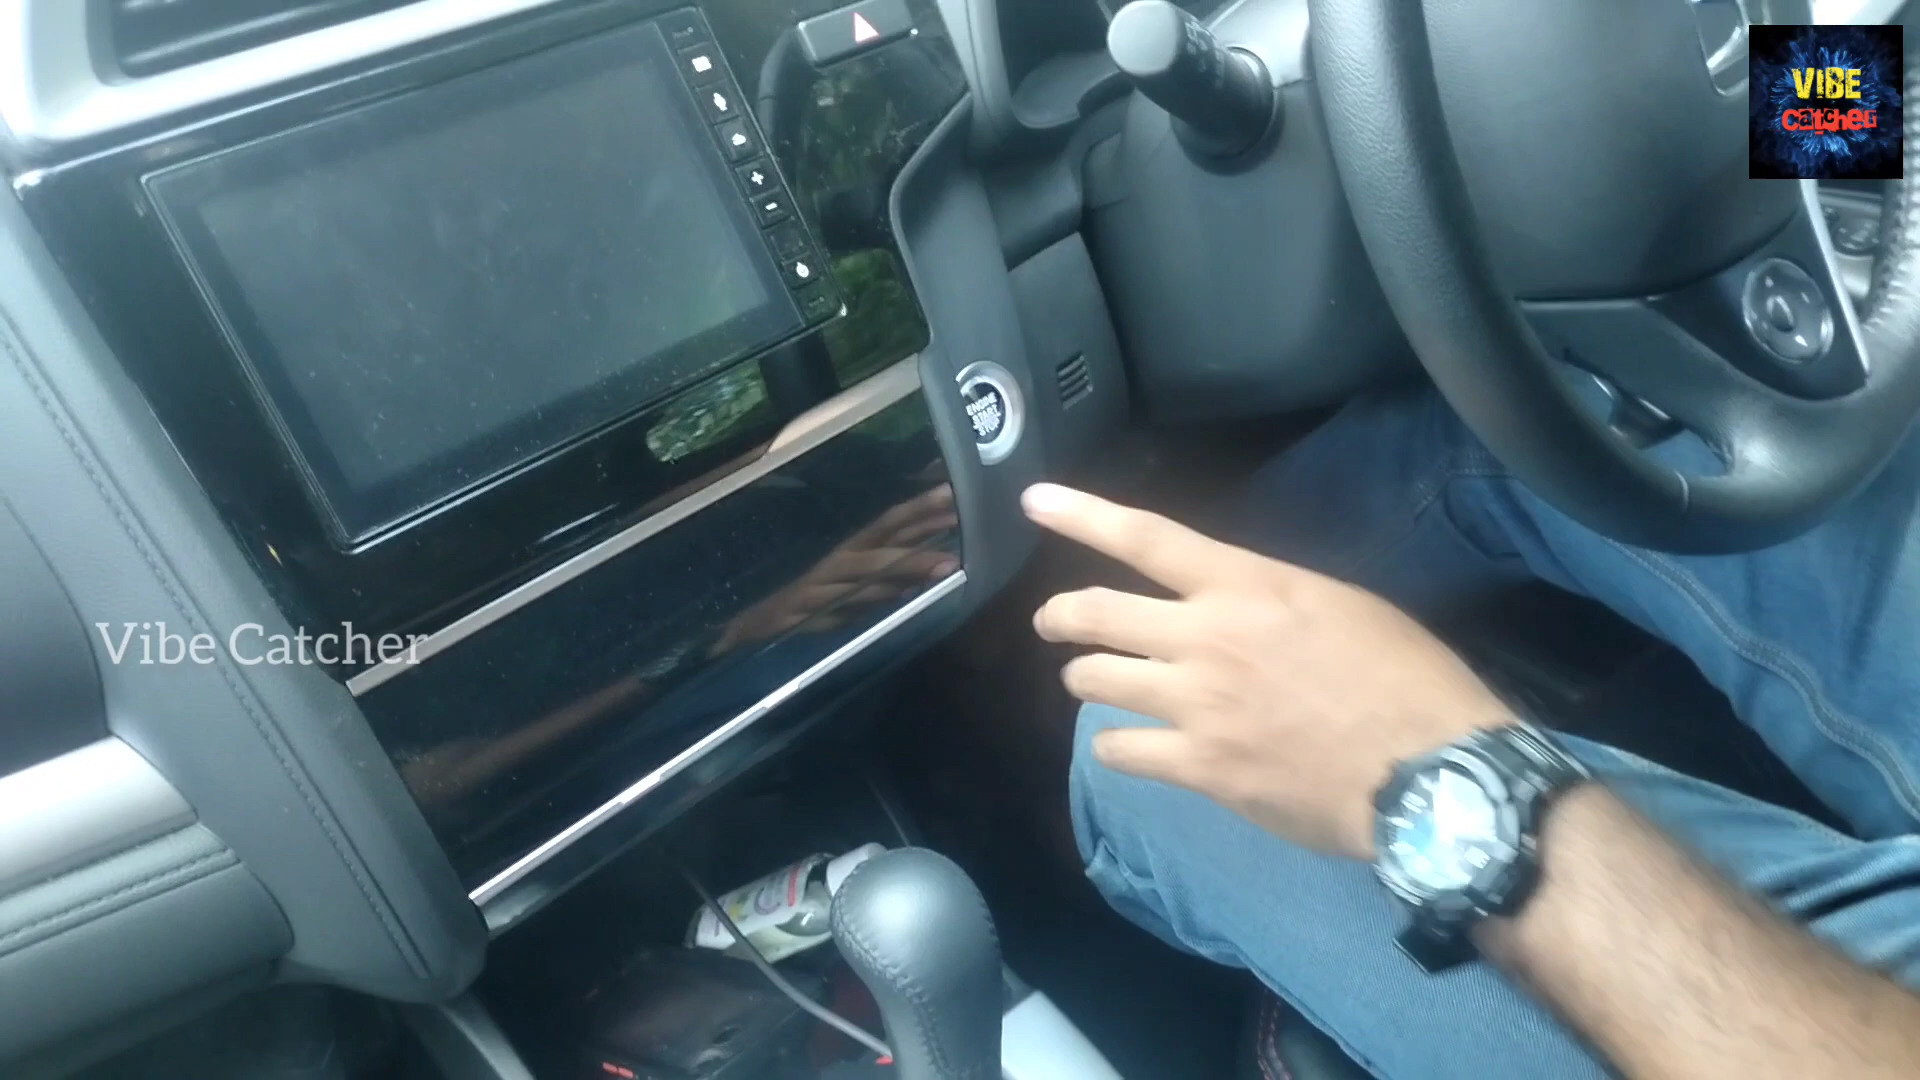 VIBE
catcher
ENGINE
START
STOP
Vibe Catcher